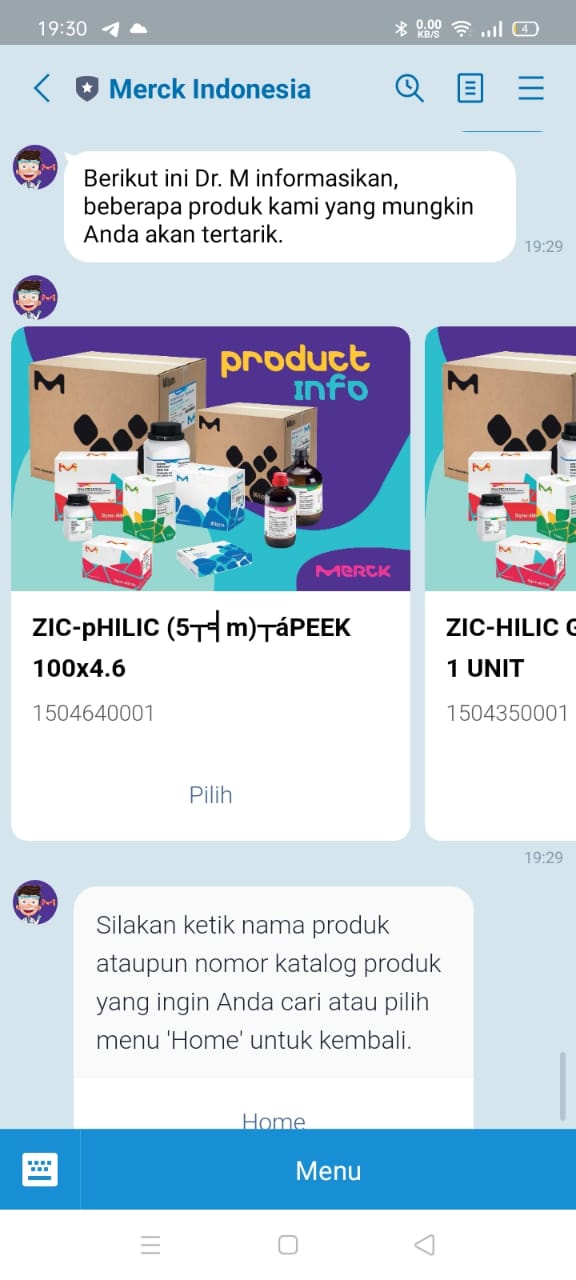 19:30
0.00
KB/S
4
Merck Indonesia
Berikut ini Dr. M informasikan,
beberapa produk kami yang mungkin
Anda akan tertarik.
19:29
product
Info
MERCK
ZIC-pHILIC (5┬╡m)┬áPEEK
100x4.6
1504640001
Pilih
ZIC-HILIC
1 UNIT
1504350001
19:29
Silakan ketik nama produk
ataupun nomor katalog produk
yang ingin Anda cari atau pilih
menu 'Home' untuk kembali.
Home
Menu